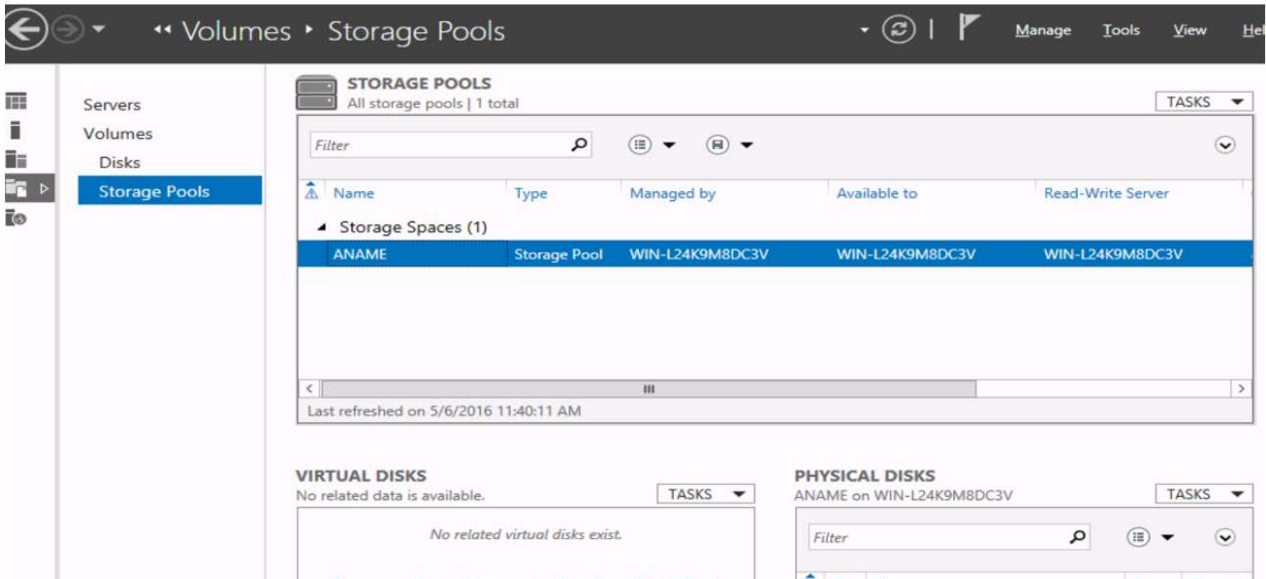 Volumes Storage Pools
Manage Tools View Hel
Servers
Volumes
Disks
Storage Pools
STORAGE POOLS
All storage pools | 1 total
TASKS
Filter
Name Type Managed by Available to Read-Write Server
Storage Spaces (1)
ANAME Storage Pool WIN-L24K9M8DC3V WIN-L24K9M8DC3V WIN-L24K9M8DC3V
Last refreshed on 5/6/2016 11:40:11 AM
VIRTUAL DISKS
No related data is available.
TASKS
No related virtual disks exist.
PHYSICAL DISKS
ANAME on WIN-L24K9M8DC3V
TASKS
Filter